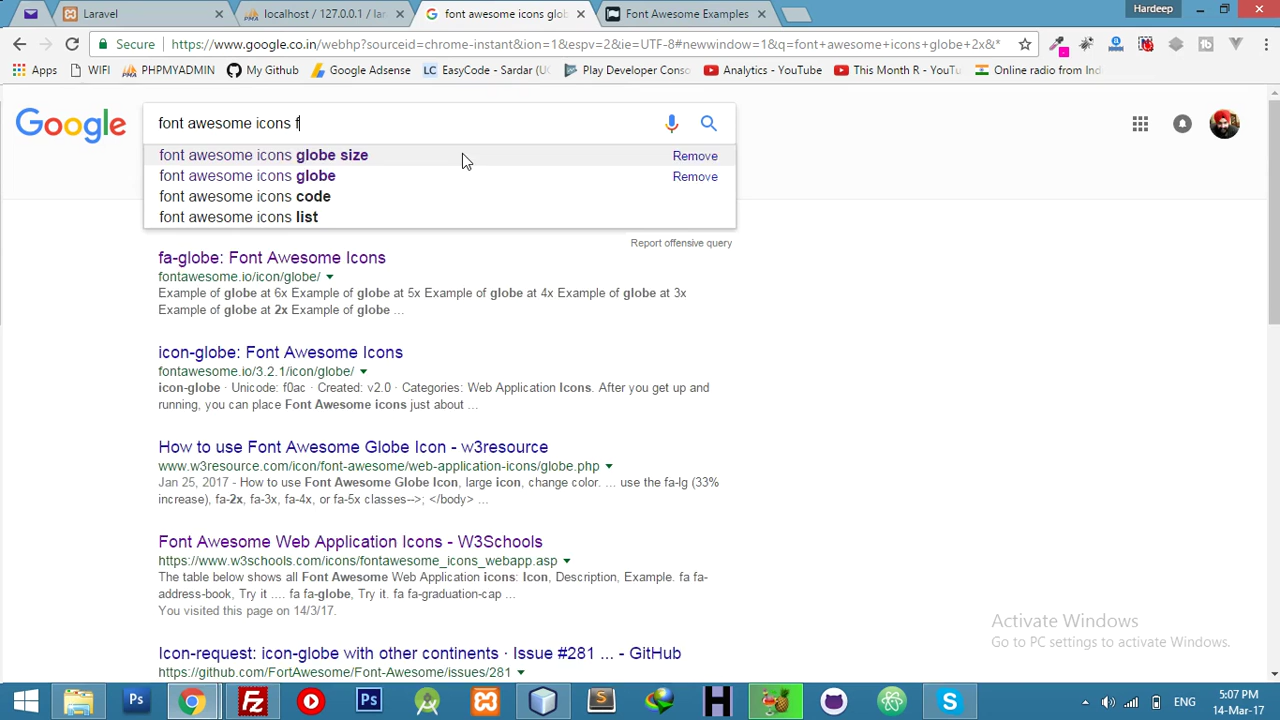 Laravel
localhost / 127.0.0.1 / lar
font awesome icons glob
Font Awesome Examples
Hardeep
Secure
https://www.google.co.in/webhp?sourceid=chrome-instant&ion=1&espv=2&ie=UTF-8#newwindow=1&q=font+awesome+icons+globe+2x&*
Apps
WIFI
PHPMYADMIN
My Github
Google Adsense
EasyCode - Sardar (U
Play Developer Conso
Analytics - YouTube
This Month R - YouTu
Online radio from Ind
Google
font awesome icons f
font awesome icons globe size
Remove
font awesome icons globe
Remove
font awesome icons code
font awesome icons list
Report offensive query
fa-globe: Font Awesome Icons
fontawesome.io/icon/globe/
Example of globe at 6x Example of globe at 5x Example of globe at 4x Example of globe at 3x
Example of globe at 2x Example of globe ...
icon-globe: Font Awesome Icons
fontawesome.io/3.2.1/icon/globe/
icon-globe · Unicode: f0ac · Created: v2.0 · Categories: Web Application Icons. After you get up and
running, you can place Font Awesome icons just about ...
How to use Font Awesome Globe Icon - w3resource
www.w3resource.com/icon/font-awesome/web-application-icons/globe.php
Jan 25, 2017 - How to use Font Awesome Globe Icon, large icon, change color. ... use the fa-lg (33%
increase), fa-2x, fa-3x, fa-4x, or fa-5x classes-->; </body> ...
Font Awesome Web Application Icons - W3Schools
https://www.w3schools.com/icons/fontawesome_icons_webapp.asp
The table below shows all Font Awesome Web Application icons: Icon, Description, Example. fa fa-
address-book, Try it .... fa fa-globe, Try it. fa fa-graduation-cap ...
You visited this page on 14/3/17.
Icon-request: icon-globe with other continents · Issue #281 ... - GitHub
https://github.com/FortAwesome/Font-Awesome/issues/281
Activate Windows
Go to PC settings to activate Windows.
ENG
5:07 PM
14-Mar-17